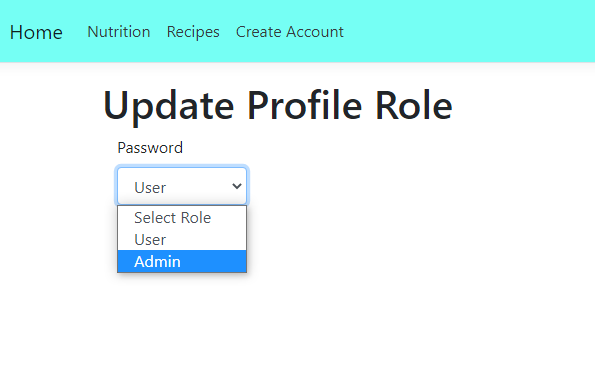 Home Nutrition Recipes Create Account
Update Profile Role
Password
User
Select Role
User
Admin